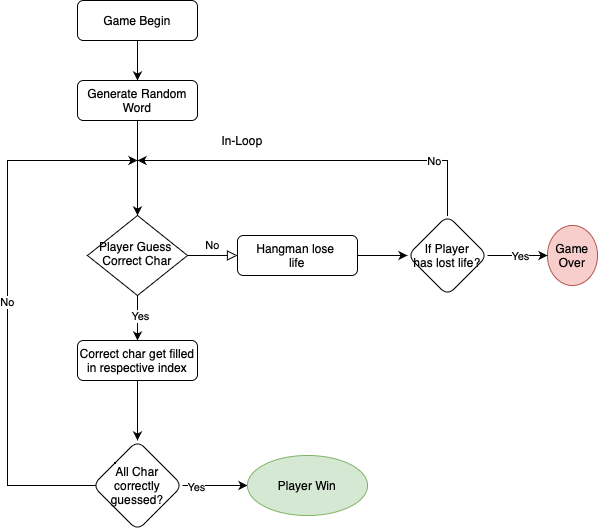 Game Begin
Generate Random
Word
In-Loop
No
Player Guess
Correct Char
No
Hangman lose
life
If Player
has lost life?
Yes
Game
Over
No
Yes
Correct char get filled
in respective index
All Char
correctly
guessed?
Yes
Player Win